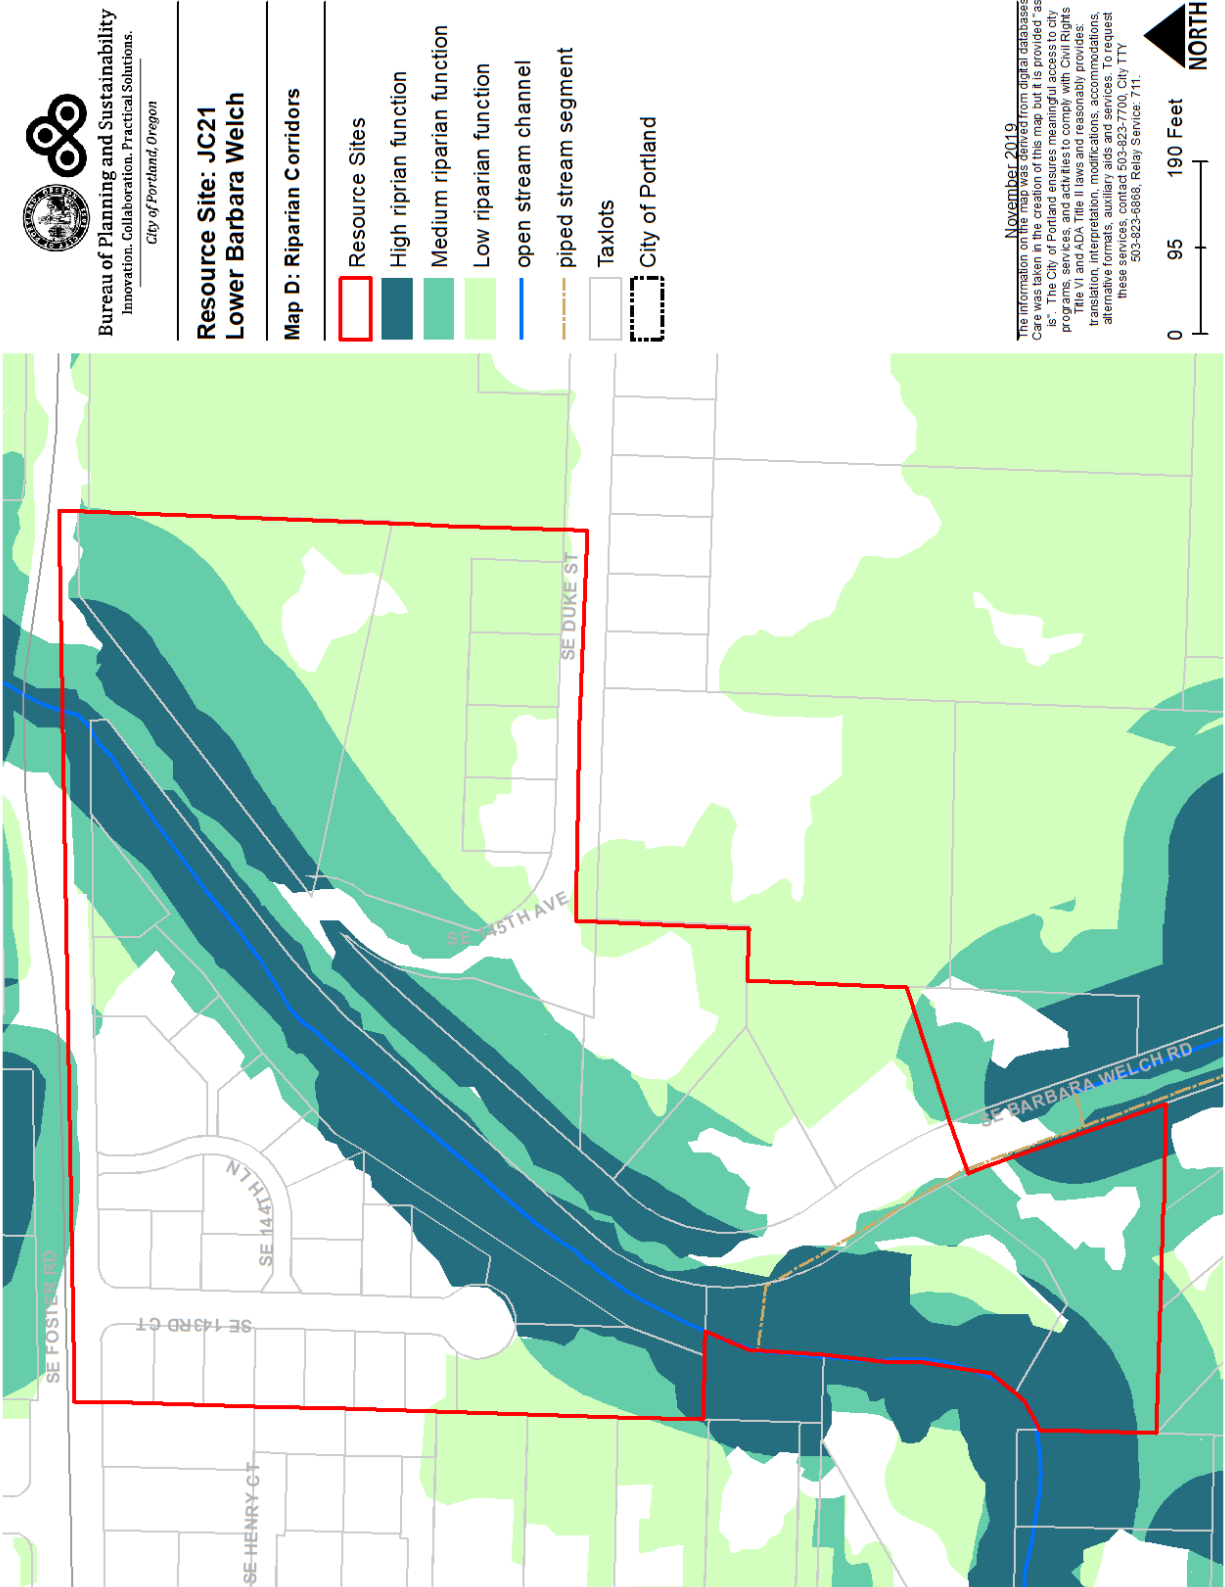 Bureau of Planning and Sustainability
Innovation. Collaboration. Practical Solutions.
City of Portland, Oregon
Resource Site: JC21
Lower Barbara Welch
Map D: Riparian Corridors
Resource Sites
High riprian function
Medium riparian function
Low riparian function
open stream channel
piped stream segment
Taxlots
City of Portland
November 2019
The information on the map was derived from digital databases
Care was taken in the creation of this map but it is provided "as
is". The City of Portland ensures meaningful access to city
programs, services, and activities to comply with Civil Rights
Title VI and ADA Title II laws and reasonably provides:
translation, interpretation, modifications, accommodations,
alternative formats, auxiliary aids and services. To request
these services, contact 503-823-7700, City TTY
503-823-6868, Relay Service: 711.
0 95 190 Feet
NORTH
SE FOSTER RD
SE 143RD CT
SE 144TH LN
SE HENRY CT
SE 145TH AVE
SE DUKE ST
SE BARBARA WELCH RD